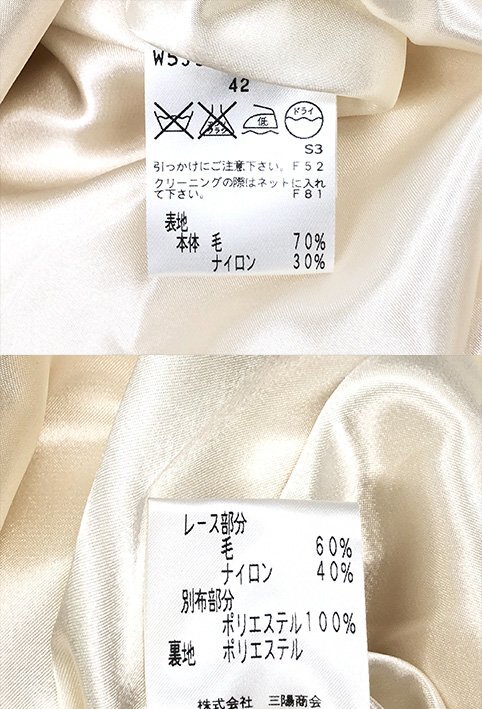 42
低 ドライ
S3
引っかけにご注意下さい。F52
クリーニングの際はネットに入れ
て下さい。 F81
表地
本体 毛 70%
ナイロン 30%
レース部分
毛 60%
ナイロン 40%
別布部分
ポリエステル100%
裏地 ポリエステル
株式会社 三陽商会